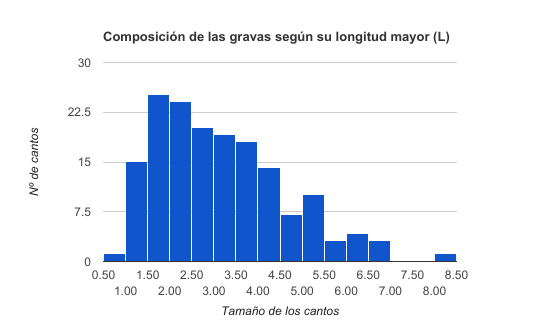 Composición de las gravas según su longitud mayor (L)
30
22.5
15
7.5
0
Nº de cantos
0.50 1.50 2.50 3.50 4.50 5.50 6.50 7.50 8.50
1.00 2.00 3.00 4.00 5.00 6.00 7.00 8.00
Tamaño de los cantos